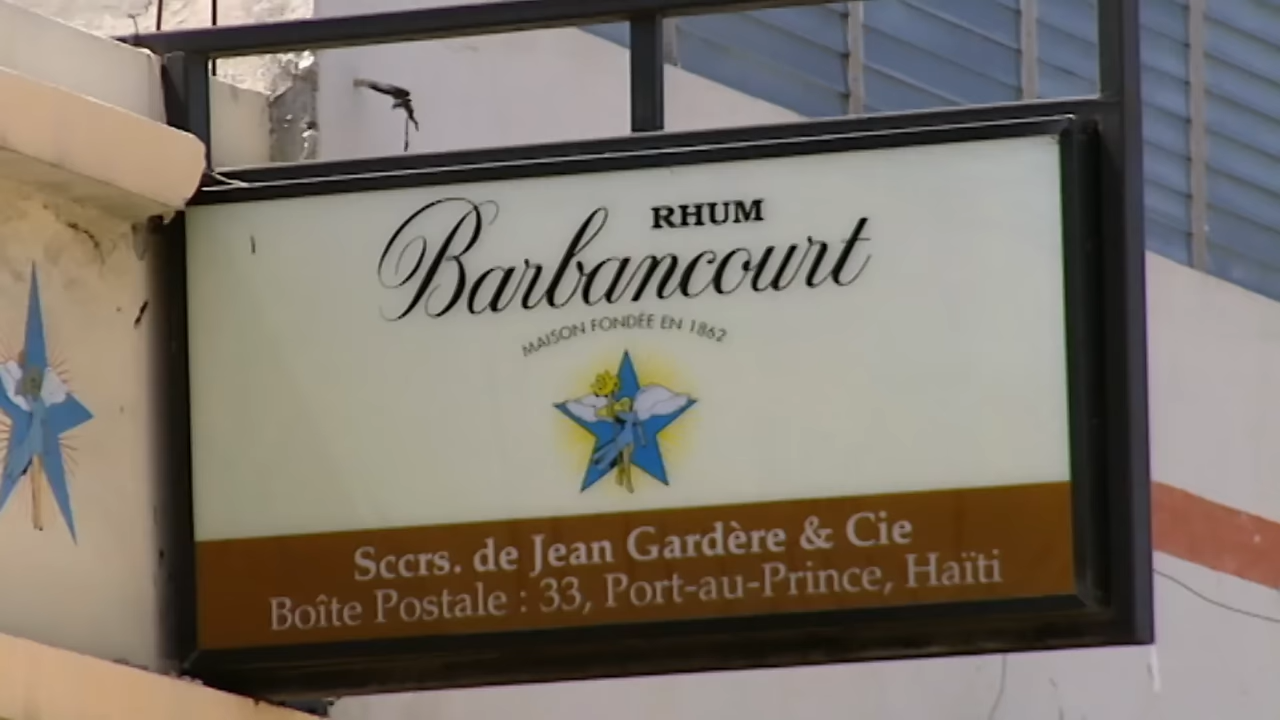 RHUM
Barbancourt
MAISON FONDÉE EN 1862
Sccrs. de Jean Gardère & Cie
Boîte Postale : 33, Port-au-Prince, Haïti